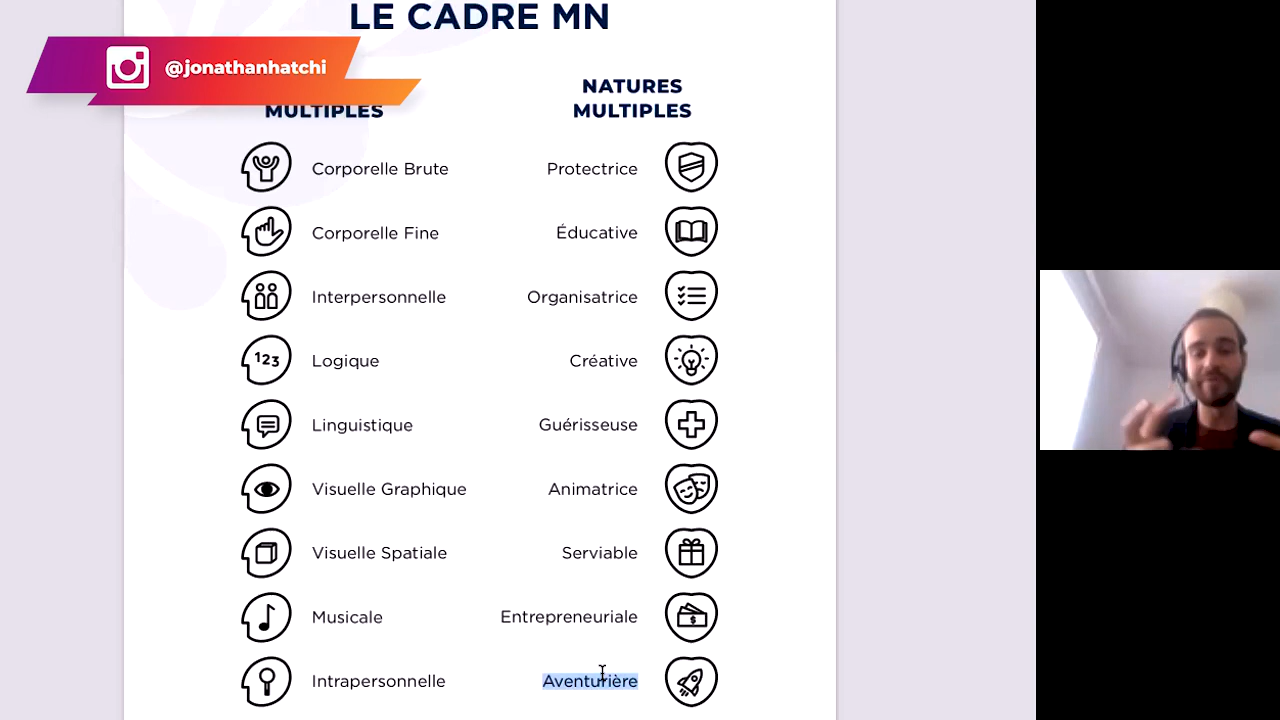 LE CADRE MN
@jonathanhatchi
MULTIPLES
NATURES
MULTIPLES
Corporelle Brute
Protectrice
Corporelle Fine
Éducative
Interpersonnelle
Organisatrice
123
Logique
Créative
Linguistique
Guérisseuse
Visuelle Graphique
Animatrice
Visuelle Spatiale
Serviable
Musicale
Entrepreneuriale
$
Intrapersonnelle
Aventurière